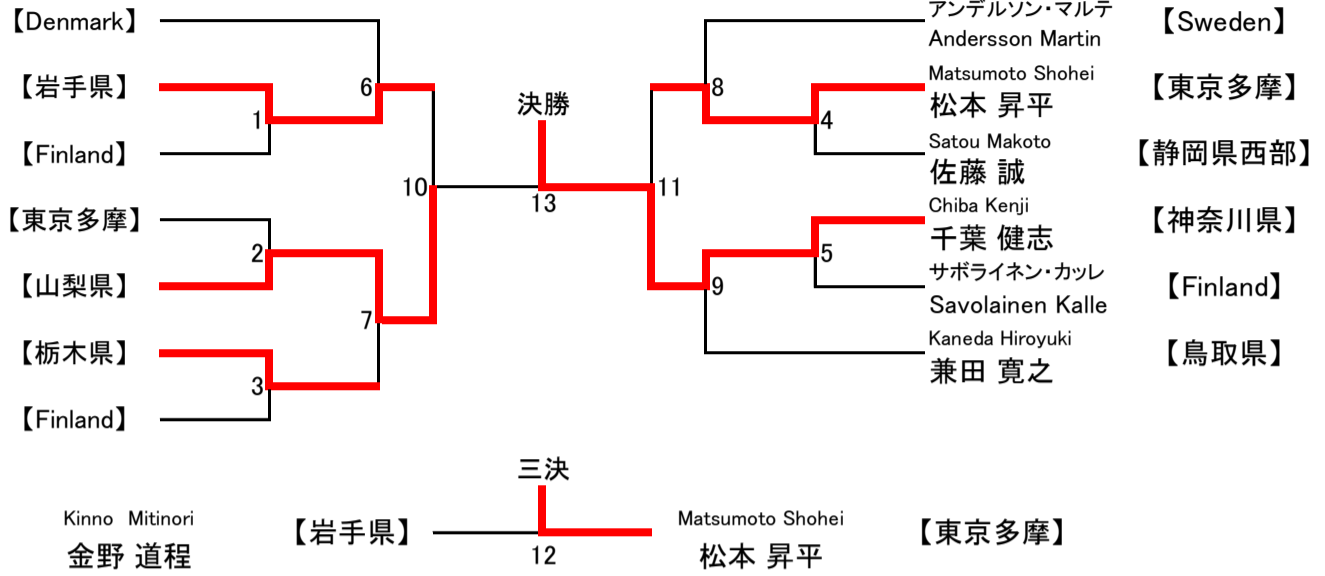 【Denmark】
【岩手県】
【Finland】
【東京多摩】
【山梨県】
【栃木県】
【Finland】
1
2
3
6
7
10
決勝
13
11
8
9
4
5
アンデルソン・マルテ
Andersson Martin
【Sweden】
Matsumoto Shohei
松本 昇平
【東京多摩】
Satou Makoto
佐藤 誠
【静岡県西部】
Chiba Kenji
千葉 健志
【神奈川県】
サボライネン・カッレ
Savolainen Kalle
【Finland】
Kaneda Hiroyuki
兼田 寛之
【鳥取県】
三決
12
Kinno Mitinori
金野 道程
【岩手県】
Matsumoto Shohei
松本 昇平
【東京多摩】